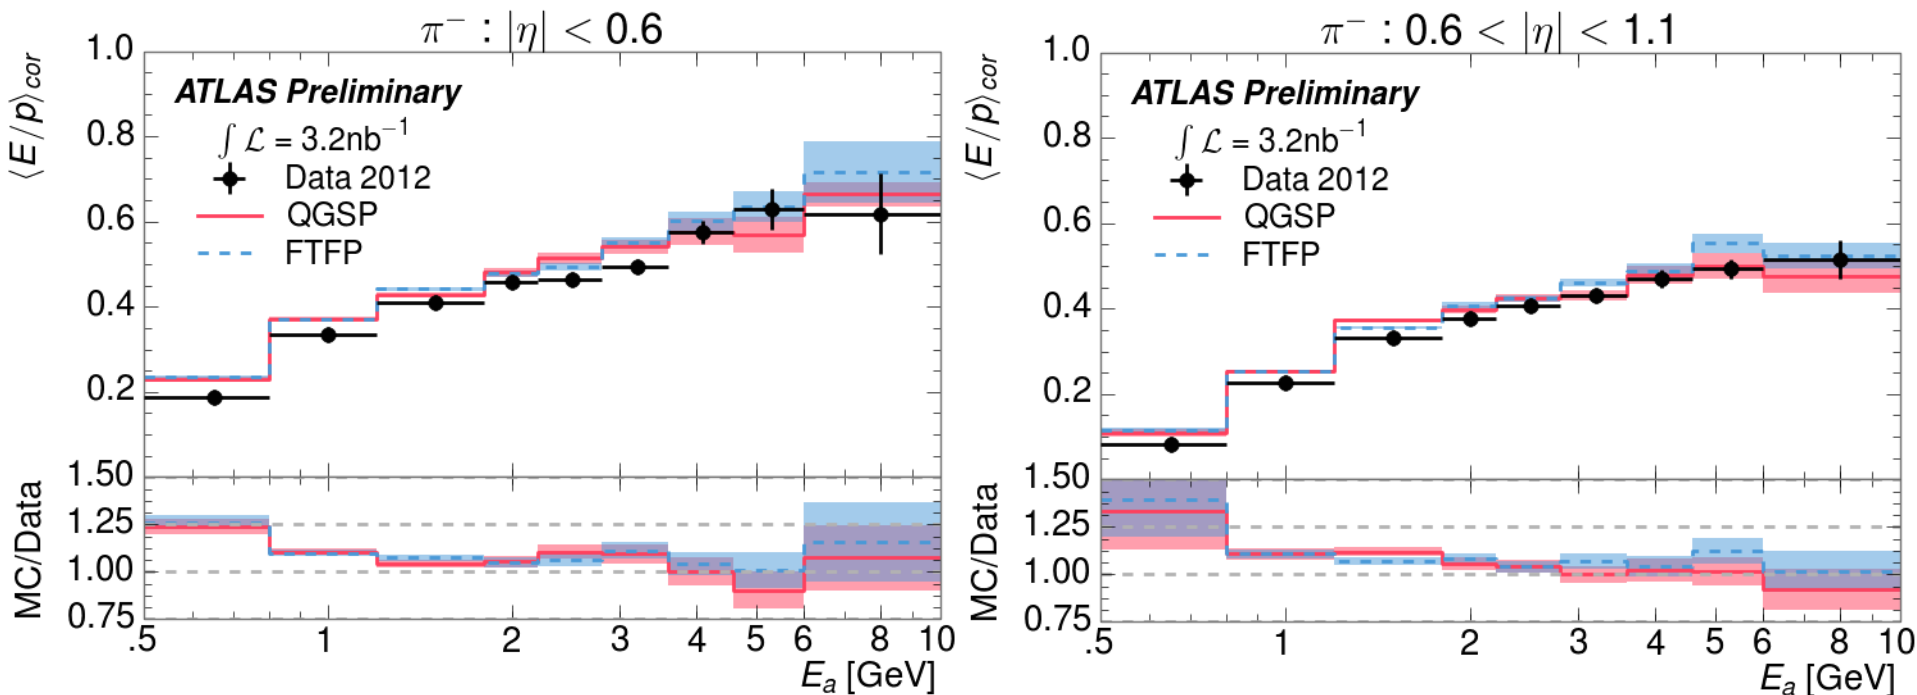 π⁻ : |η| < 0.6
⟨E/p⟩cor
1.0
0.8
0.6
0.4
0.2
ATLAS Preliminary
∫ ℒ = 3.2nb⁻¹
Data 2012
QGSP
FTFP
MC/Data
1.50
1.25
1.00
0.75
.5 1 2 3 4 5 6 8 10
Eₐ [GeV]
π⁻ : 0.6 < |η| < 1.1
⟨E/p⟩cor
1.0
0.8
0.6
0.4
0.2
ATLAS Preliminary
∫ ℒ = 3.2nb⁻¹
Data 2012
QGSP
FTFP
MC/Data
1.50
1.25
1.00
0.75
.5 1 2 3 4 5 6 8 10
Eₐ [GeV]